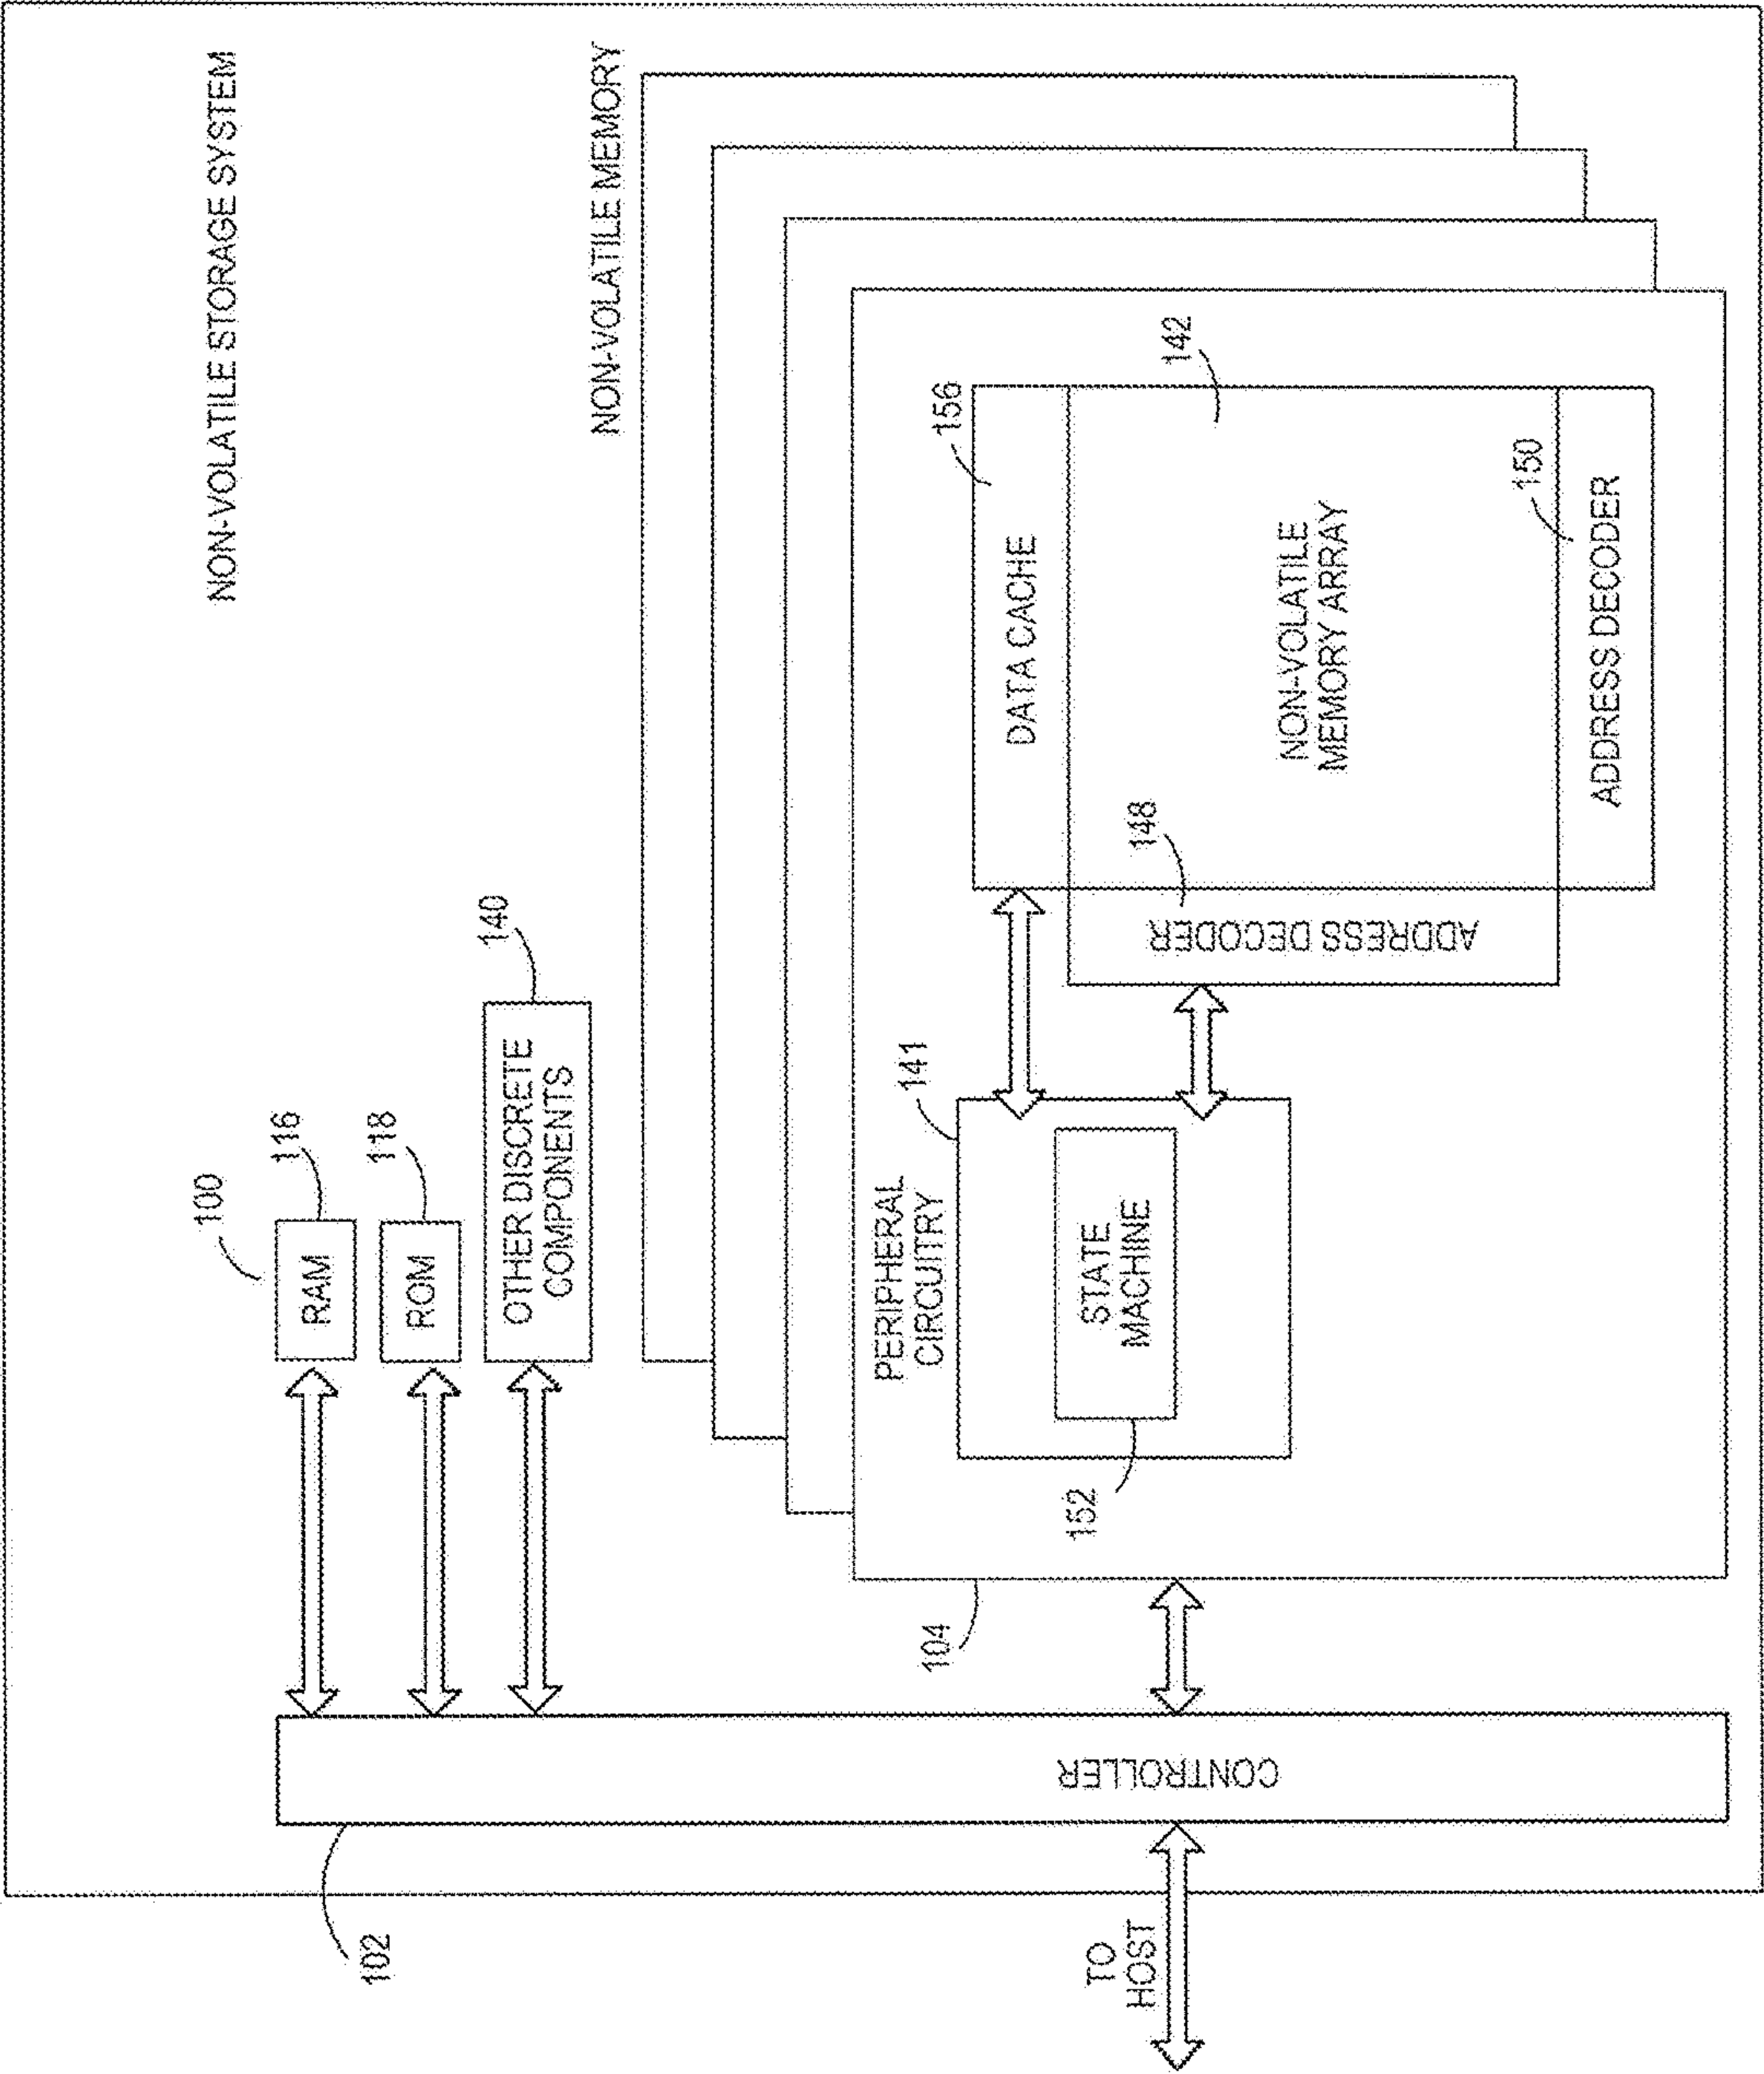 NON-VOLATILE STORAGE SYSTEM
100
116
RAM
118
ROM
140
OTHER DISCRETE
COMPONENTS
NON-VOLATILE MEMORY
102
CONTROLLER
TO
HOST
104
PERIPHERAL
CIRCUITRY
141
STATE
MACHINE
152
156
DATA CACHE
142
NON-VOLATILE
MEMORY ARRAY
148
ADDRESS DECODER
150
ADDRESS DECODER